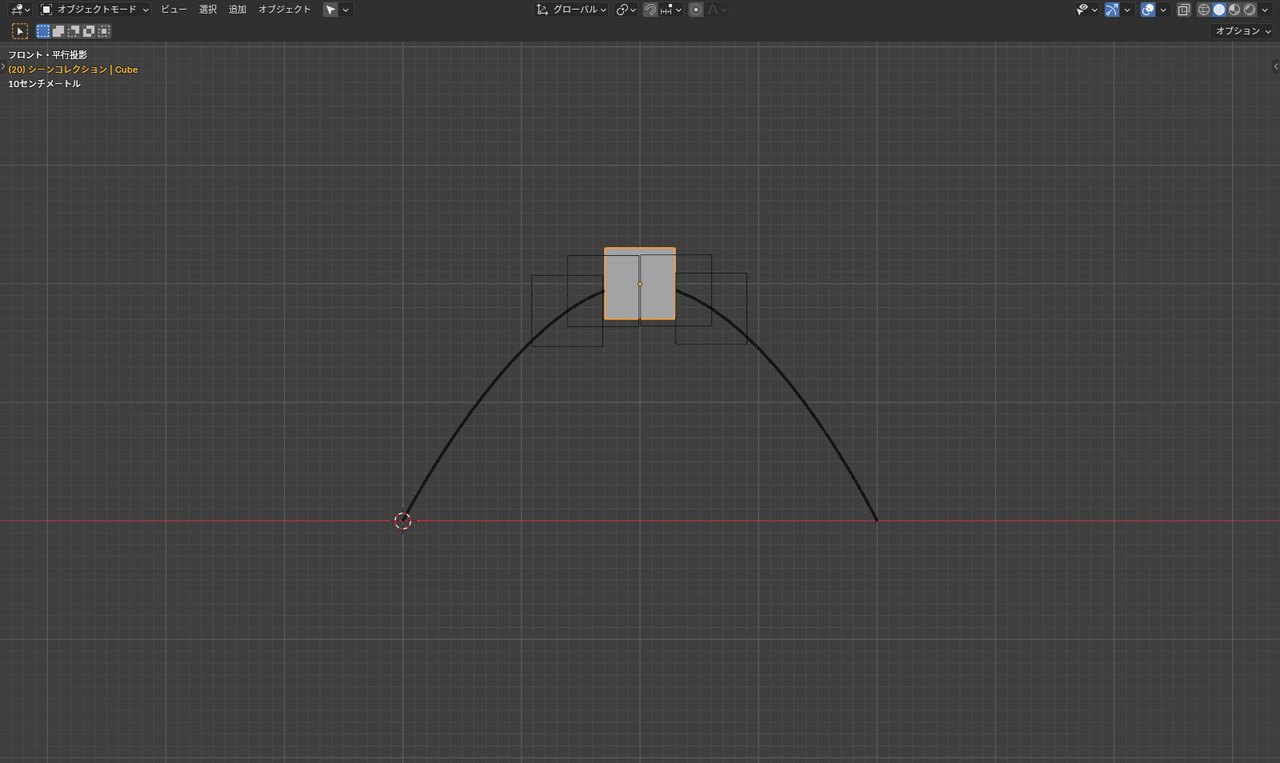 オブジェクトモード ビュー 選択 追加 オブジェクト グローバル
オプション
フロント・平行投影
(20) シーンコレクション | Cube
10センチメートル